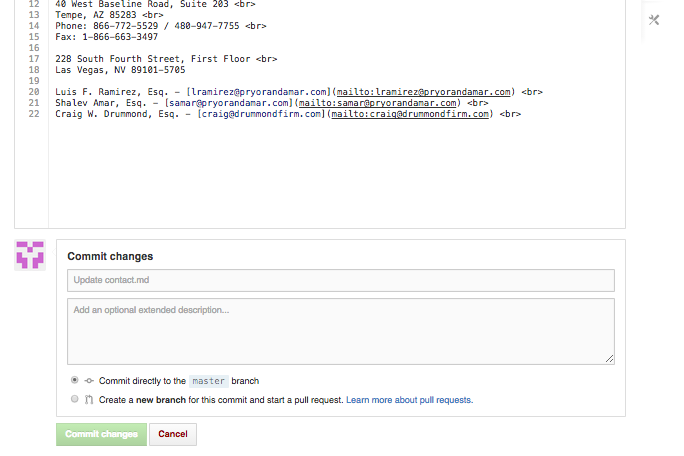 12 40 West Baseline Road, Suite 203 <br>
13 Tempe, AZ 85283 <br>
14 Phone: 866-772-5529 / 480-947-7755 <br>
15 Fax: 1-866-663-3497
16
17 228 South Fourth Street, First Floor <br>
18 Las Vegas, NV 89101-5705
19
20 Luis F. Ramirez, Esq. - [lramirez@pryorandamar.com](mailto:lramirez@pryorandamar.com) <br>
21 Shalev Amar, Esq. - [samar@pryorandamar.com](mailto:samar@pryorandamar.com) <br>
22 Craig W. Drummond, Esq. - [craig@drummondfirm.com](mailto:craig@drummondfirm.com) <br>
Commit changes
Update contact.md
Add an optional extended description...
Commit directly to the master branch
Create a new branch for this commit and start a pull request. Learn more about pull requests.
Commit changes Cancel